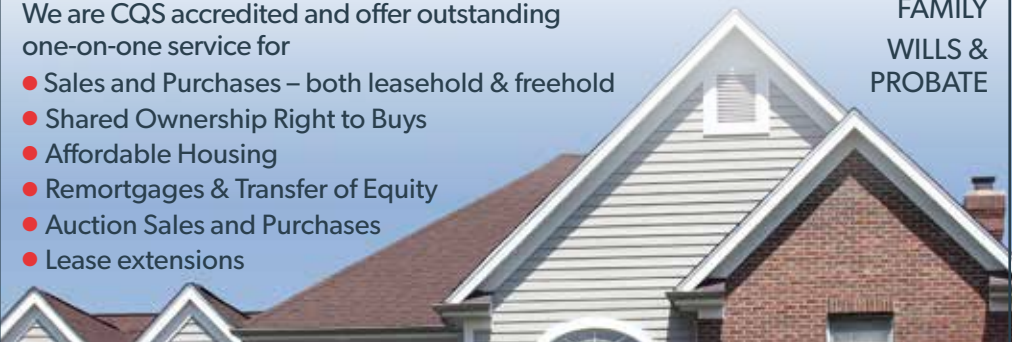 We are CQS accredited and offer outstanding
one-on-one service for
Sales and Purchases – both leasehold & freehold
Shared Ownership Right to Buys
Affordable Housing
Remortgages & Transfer of Equity
Auction Sales and Purchases
Lease extensions
FAMILY
WILLS &
PROBATE